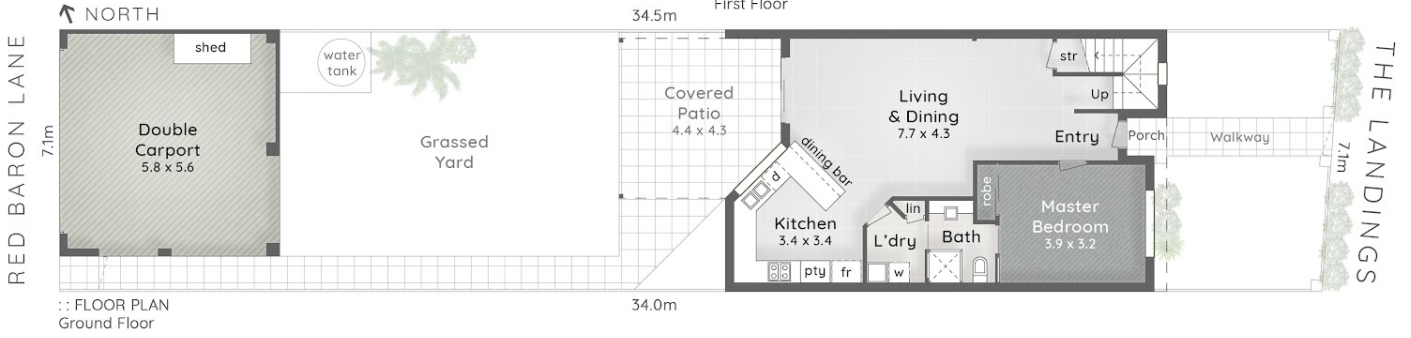 First Floor
NORTH
34.5m
RED BARON LANE
7.1m
shed
Double
Carport
5.8 x 5.6
water
tank
Grassed
Yard
Covered
Patio
4.4 x 4.3
Living
& Dining
7.7 x 4.3
str
Up
Entry
Porch
Walkway
7.1m
THE LANDINGS
dining bar
d
Kitchen
3.4 x 3.4
pty
fr
lin
L'dry
w
Bath
robe
Master
Bedroom
3.9 x 3.2
:: FLOOR PLAN
Ground Floor
34.0m